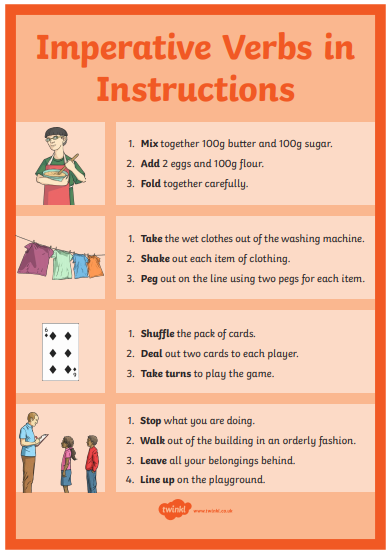 Imperative Verbs in
Instructions
1. Mix together 100g butter and 100g sugar.
2. Add 2 eggs and 100g flour.
3. Fold together carefully.
1. Take the wet clothes out of the washing machine.
2. Shake out each item of clothing.
3. Peg out on the line using two pegs for each item.
6
9
1. Shuffle the pack of cards.
2. Deal out two cards to each player.
3. Take turns to play the game.
1. Stop what you are doing.
2. Walk out of the building in an orderly fashion.
3. Leave all your belongings behind.
4. Line up on the playground.
twinkl www.twinkl.co.uk